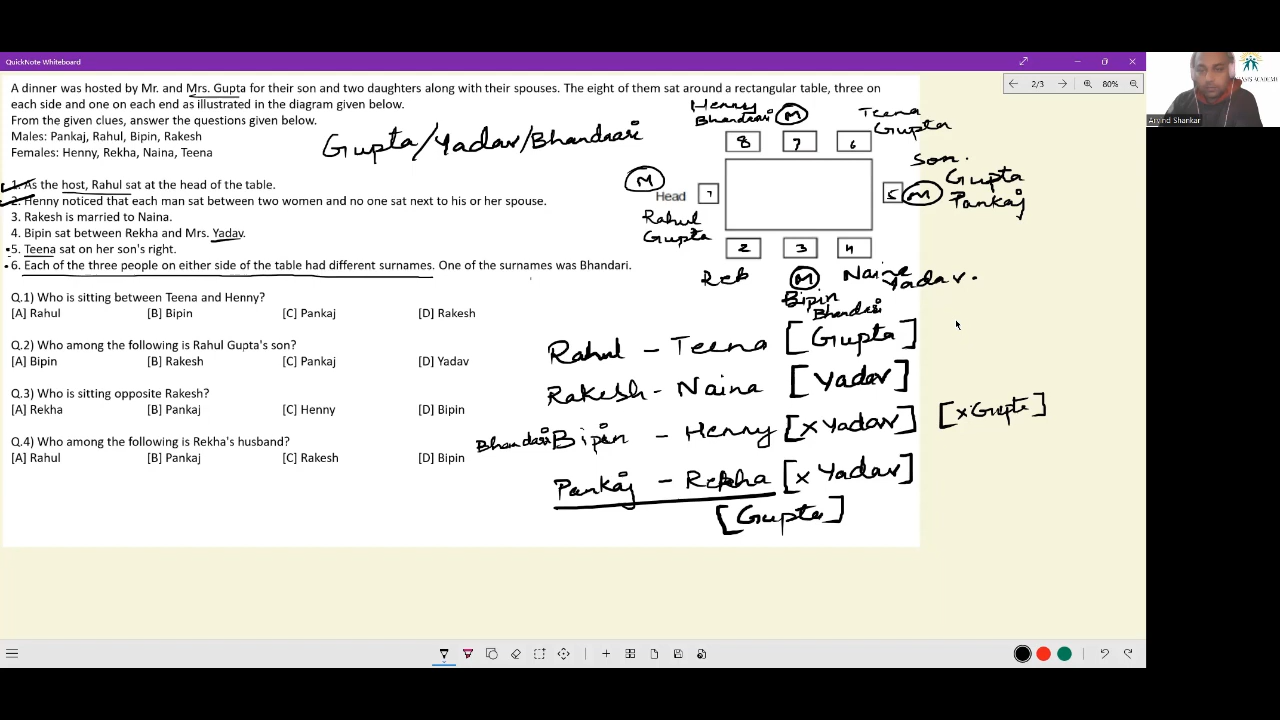 QuickNote Whiteboard
A dinner was hosted by Mr. and Mrs. Gupta for their son and two daughters along with their spouses. The eight of them sat around a rectangular table, three on
each side and one on each end as illustrated in the diagram given below.
From the given clues, answer the questions given below.
Males: Pankaj, Rahul, Bipin, Rakesh
Females: Henny, Rekha, Naina, Teena
Gupta/Yadav/Bhandaari
1. As the host, Rahul sat at the head of the table.
2. Henny noticed that each man sat between two women and no one sat next to his or her spouse.
3. Rakesh is married to Naina.
4. Bipin sat between Rekha and Mrs. Yadav.
5. Teena sat on her son's right.
6. Each of the three people on either side of the table had different surnames. One of the surnames was Bhandari.
Q.1) Who is sitting between Teena and Henny?
[A] Rahul [B] Bipin [C] Pankaj [D] Rakesh
Q.2) Who among the following is Rahul Gupta's son?
[A] Bipin [B] Rakesh [C] Pankaj [D] Yadav
Q.3) Who is sitting opposite Rakesh?
[A] Rekha [B] Pankaj [C] Henny [D] Bipin
Q.4) Who among the following is Rekha's husband?
[A] Rahul [B] Pankaj [C] Rakesh [D] Bipin
Henny
Bhandari
M
Teena
Gupta
8 7 6
Son.
Gupta
Pankaj
M
Head
1
5
M
Rahul
Gupta
2 3 4
Rek
M
Naina
Yadav.
Bipin
Bhandari
Rahul - Teena [Gupta]
Rakesh - Naina [Yadav]
Bhandari Bipin - Henny [x Yadav] [x Gupta]
Pankaj - Rekha [x Yadav]
[Gupta]
2/3
80%
Arvind Shankar